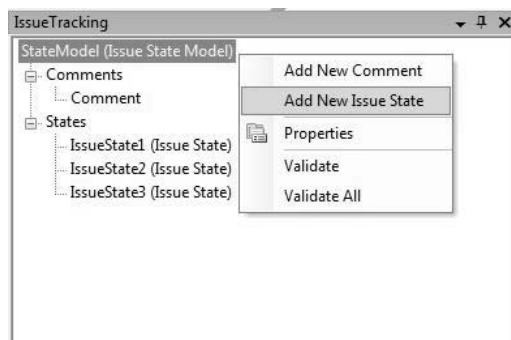 IssueTracking
StateModel (Issue State Model)
Comments
Comment
States
IssueState1 (Issue State)
IssueState2 (Issue State)
IssueState3 (Issue State)
Add New Comment
Add New Issue State
Properties
Validate
Validate All